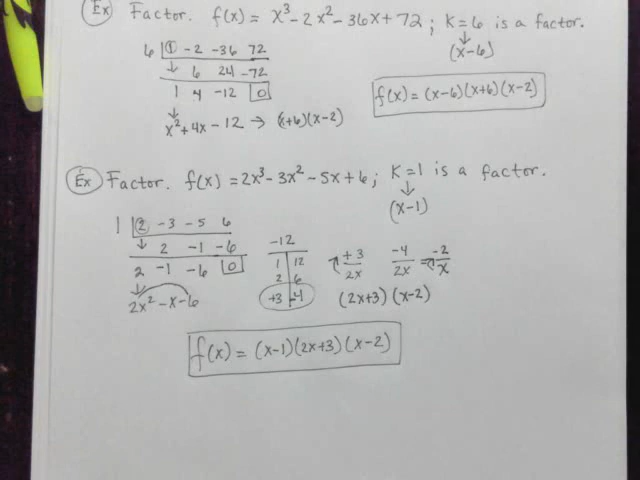 Ex Factor. f(x) = x³-2x²-36x+72; K=6 is a factor.
↓
(x-6)
6 | 1 -2 -36 72
↓ 6 24 -72
1 4 -12 0
↓
x²+4x-12 → (x+6)(x-2)
f(x) = (x-6)(x+6)(x-2)
Ex Factor. f(x) = 2x³-3x²-5x+6; K=1 is a factor.
↓
(x-1)
1 | 2 -3 -5 6
↓ 2 -1 -6
2 -1 -6 0
↓
2x²-x-6
-12
1 | 12
2 | 6
+3 | -4
+3/2x
-4/2x = -2/x
(2x+3)(x-2)
f(x) = (x-1)(2x+3)(x-2)